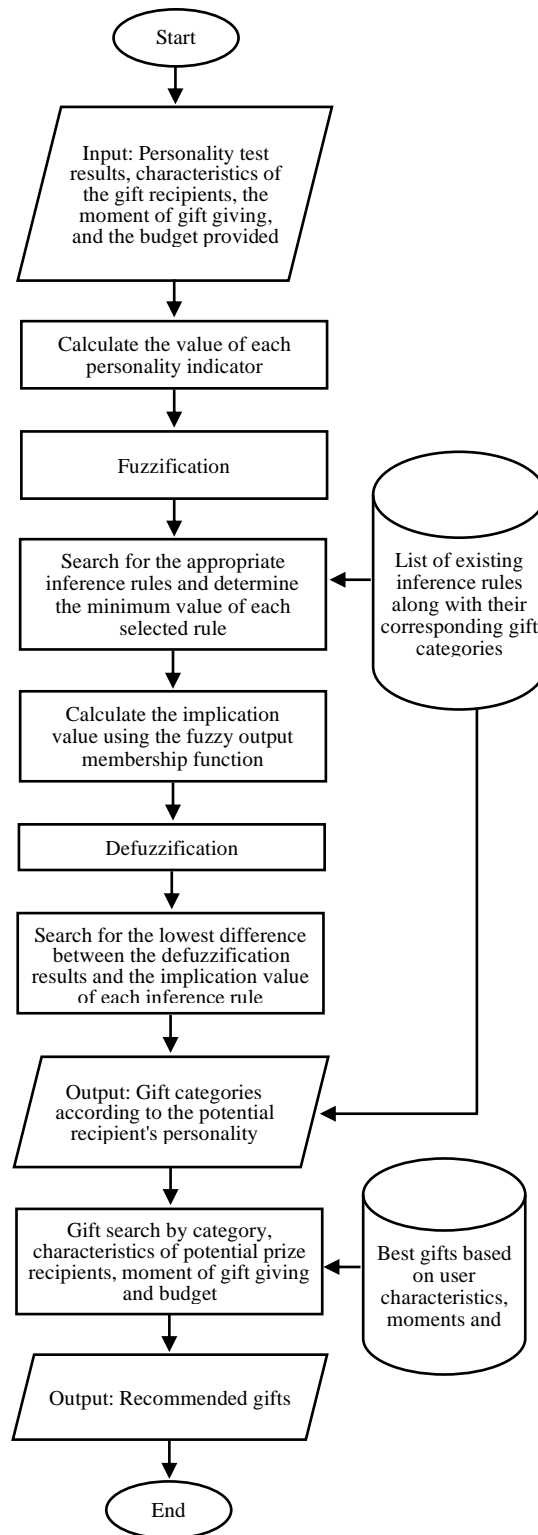 Start
Input: Personality test
results, characteristics of
the gift recipients, the
moment of gift giving,
and the budget provided
Calculate the value of each
personality indicator
Fuzzification
Search for the appropriate
inference rules and determine
the minimum value of each
selected rule
List of existing
inference rules
along with their
corresponding gift
categories
Calculate the implication
value using the fuzzy output
membership function
Defuzzification
Search for the lowest difference
between the defuzzification
results and the implication value
of each inference rule
Output: Gift categories
according to the potential
recipient's personality
Gift search by category,
characteristics of potential prize
recipients, moment of gift giving
and budget
Best gifts based
on user
characteristics,
moments and
Output: Recommended gifts
End